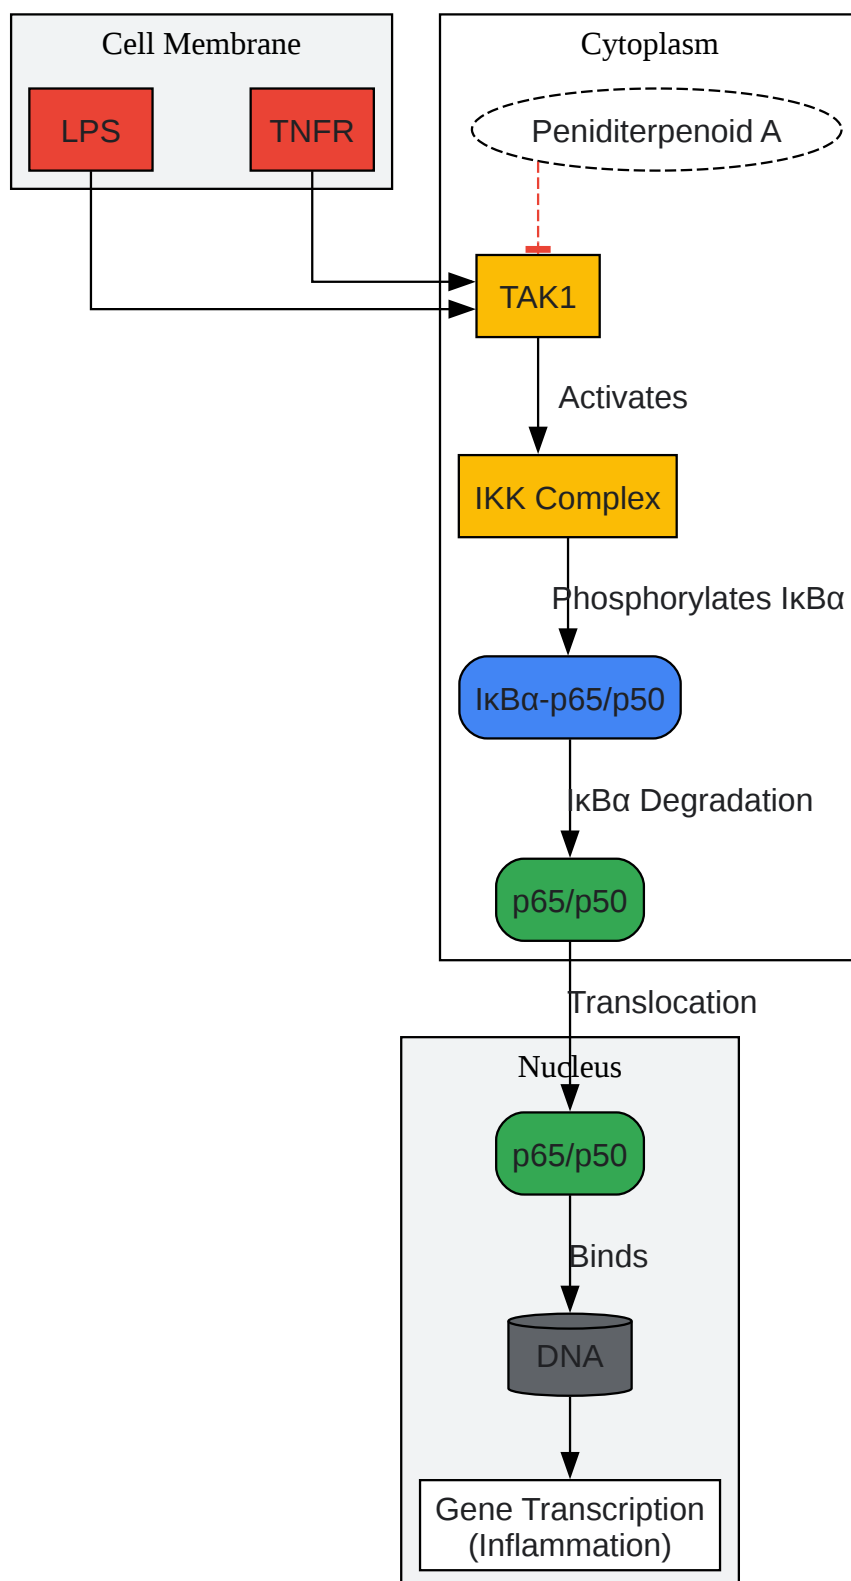 Cell Membrane
LPS
TNFR
Cytoplasm
Peniditerpenoid A
TAK1
Activates
IKK Complex
Phosphorylates IκBα
IκBα-p65/p50
IκBα Degradation
p65/p50
Translocation
Nucleus
p65/p50
Binds
DNA
Gene Transcription
(Inflammation)